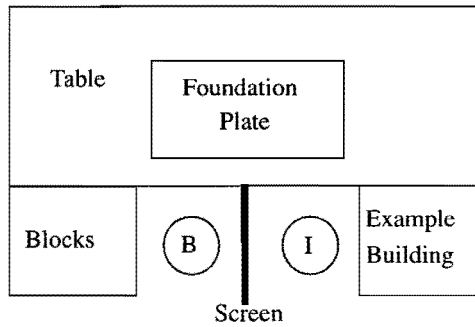 Table
Foundation
Plate
Blocks
B
I
Example
Building
Screen